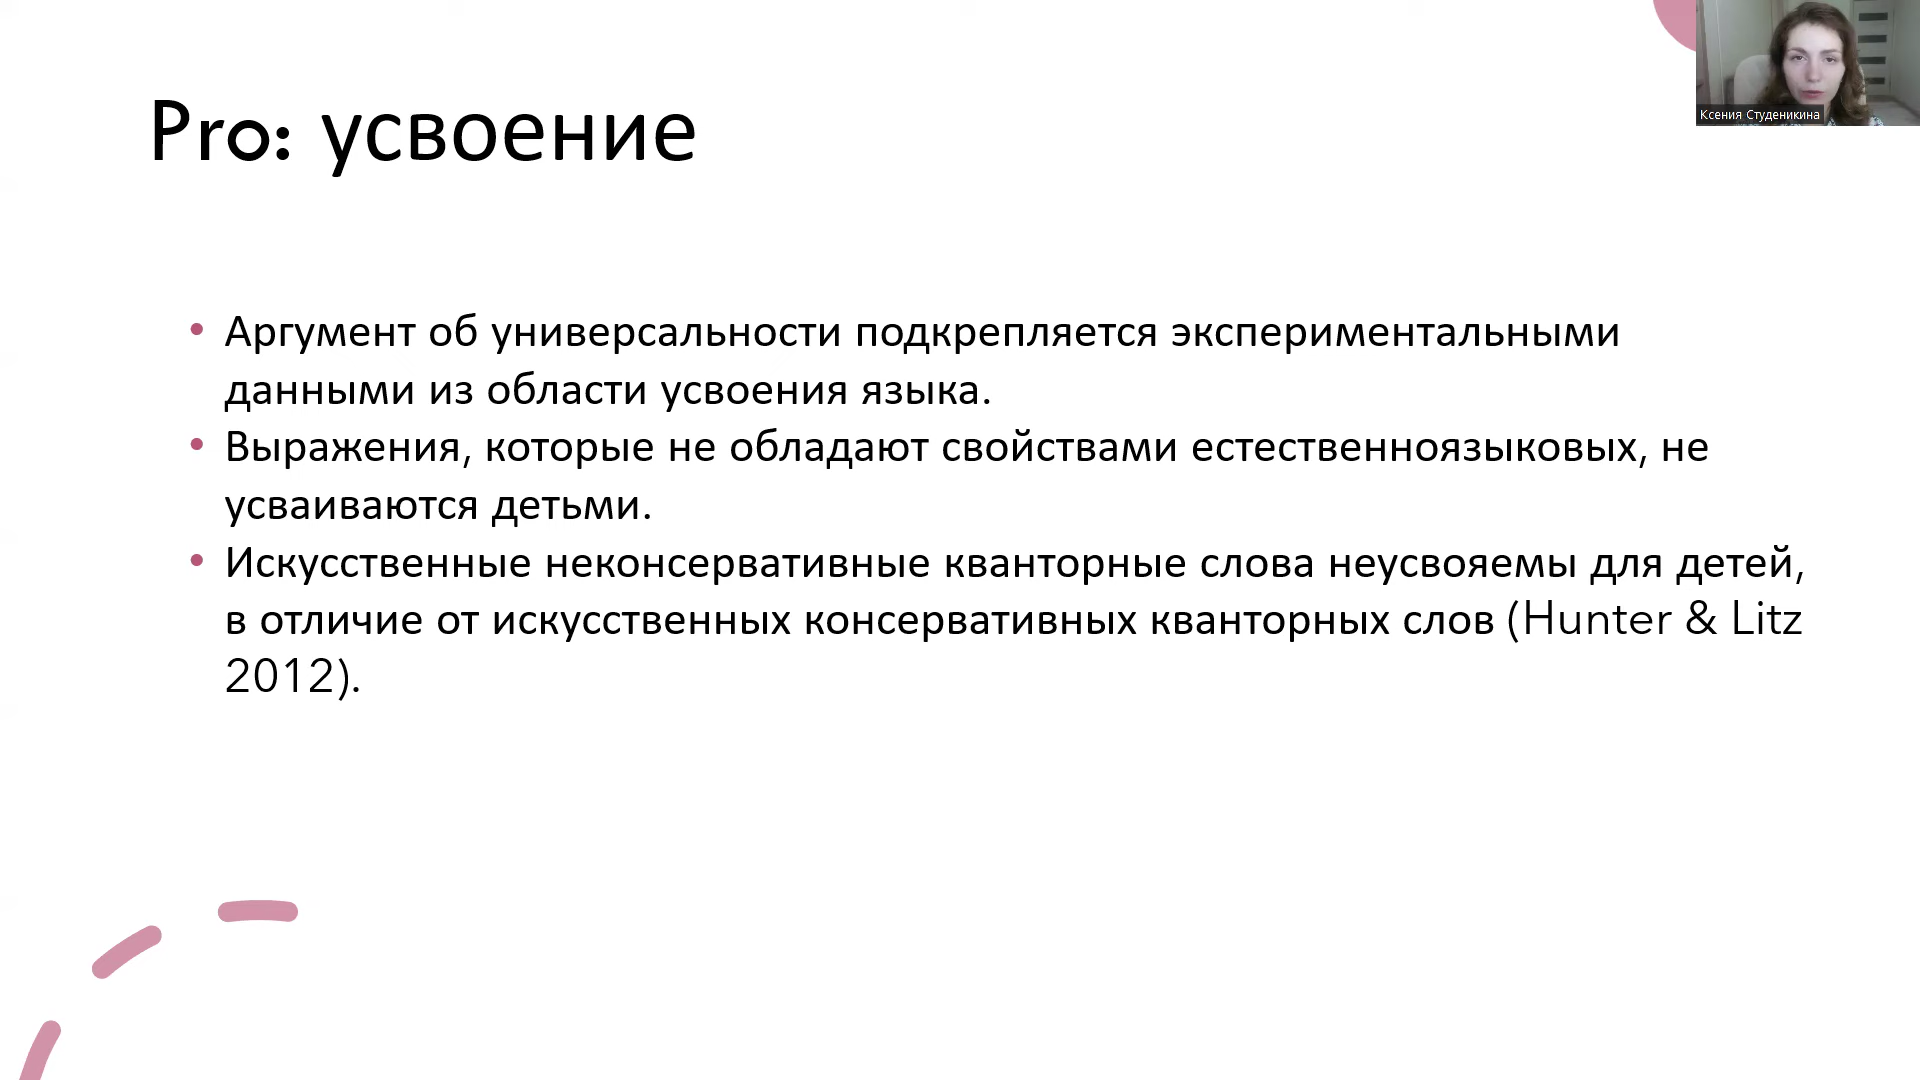 Ксения Студеникина
Pro: усвоение
• Аргумент об универсальности подкрепляется экспериментальными
данными из области усвоения языка.
• Выражения, которые не обладают свойствами естественноязыковых, не
усваиваются детьми.
• Искусственные неконсервативные кванторные слова неусвояемы для детей,
в отличие от искусственных консервативных кванторных слов (Hunter & Litz
2012).